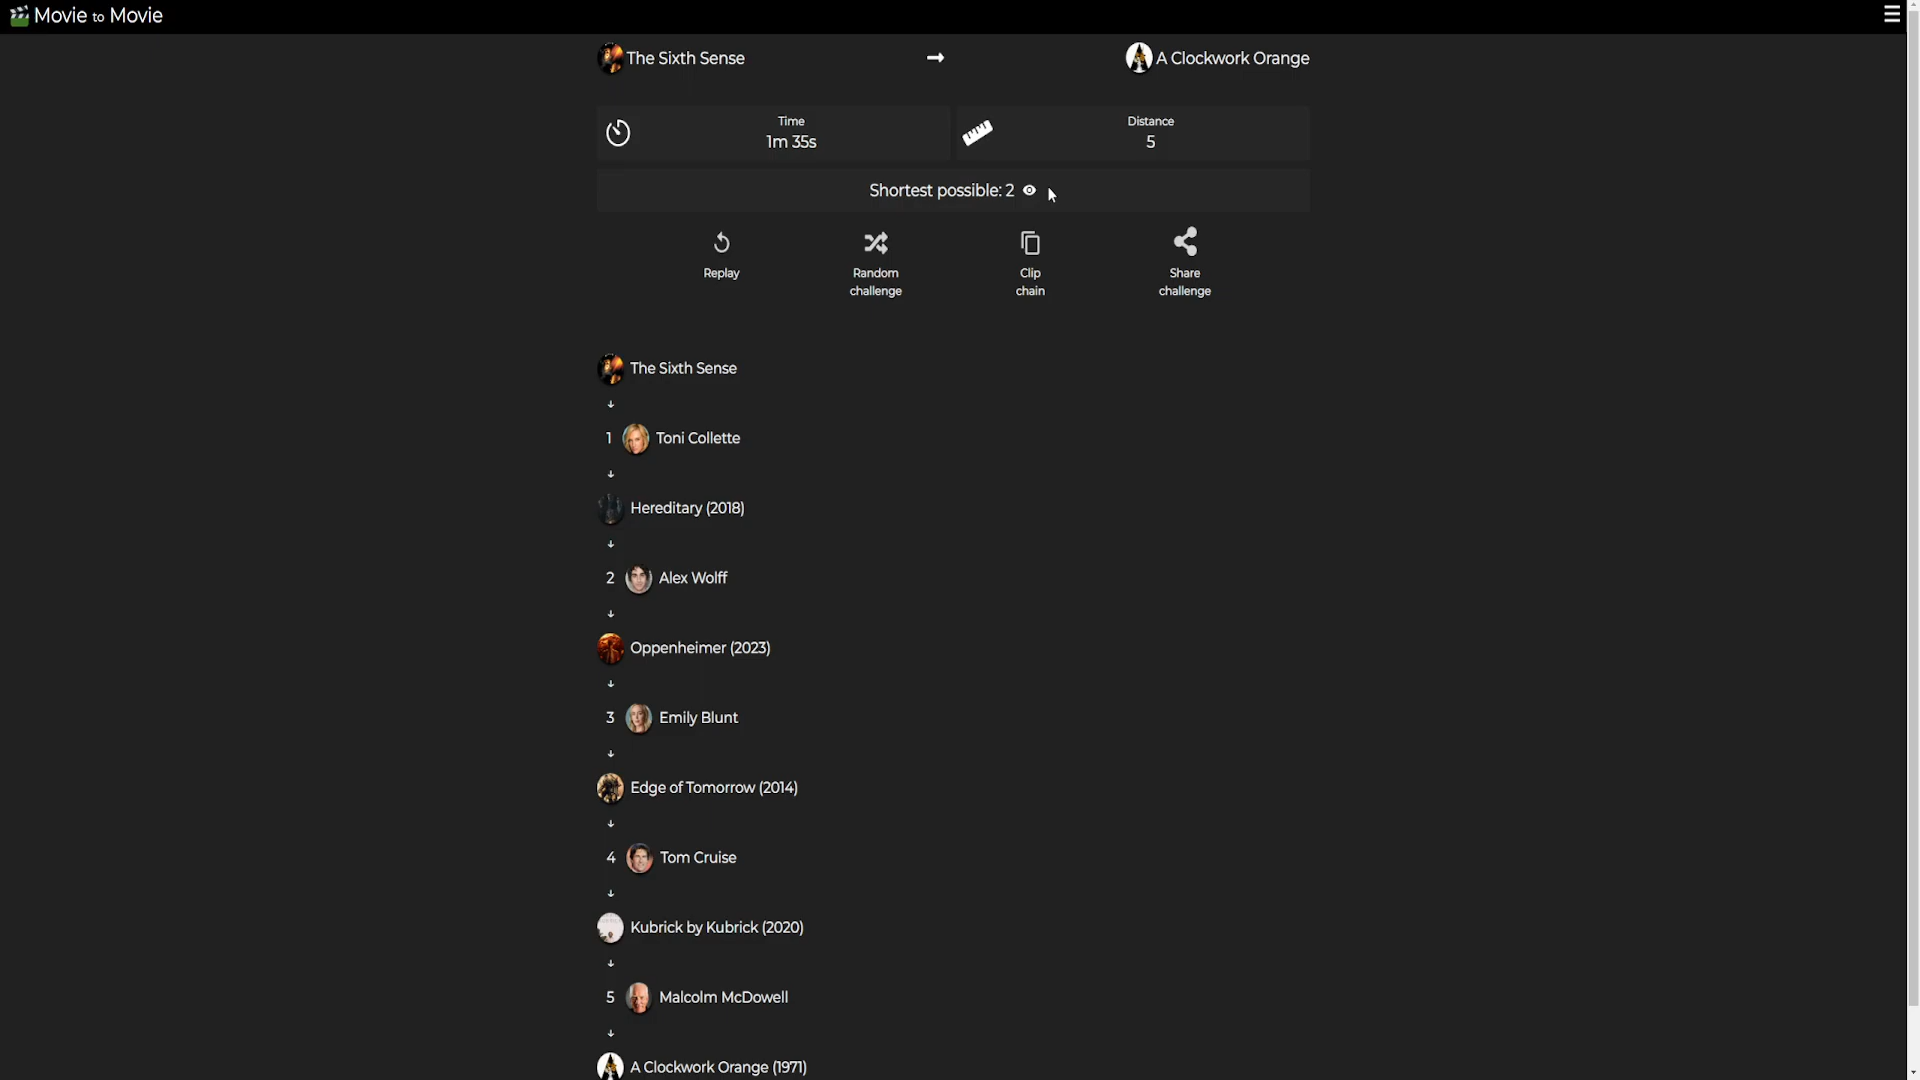 Movie to Movie
The Sixth Sense
A Clockwork Orange
Time
1m 35s
Distance
5
Shortest possible: 2
Replay
Random
challenge
Clip
chain
Share
challenge
The Sixth Sense
1 Toni Collette
Hereditary (2018)
2 Alex Wolff
Oppenheimer (2023)
3 Emily Blunt
Edge of Tomorrow (2014)
4 Tom Cruise
Kubrick by Kubrick (2020)
5 Malcolm McDowell
A Clockwork Orange (1971)